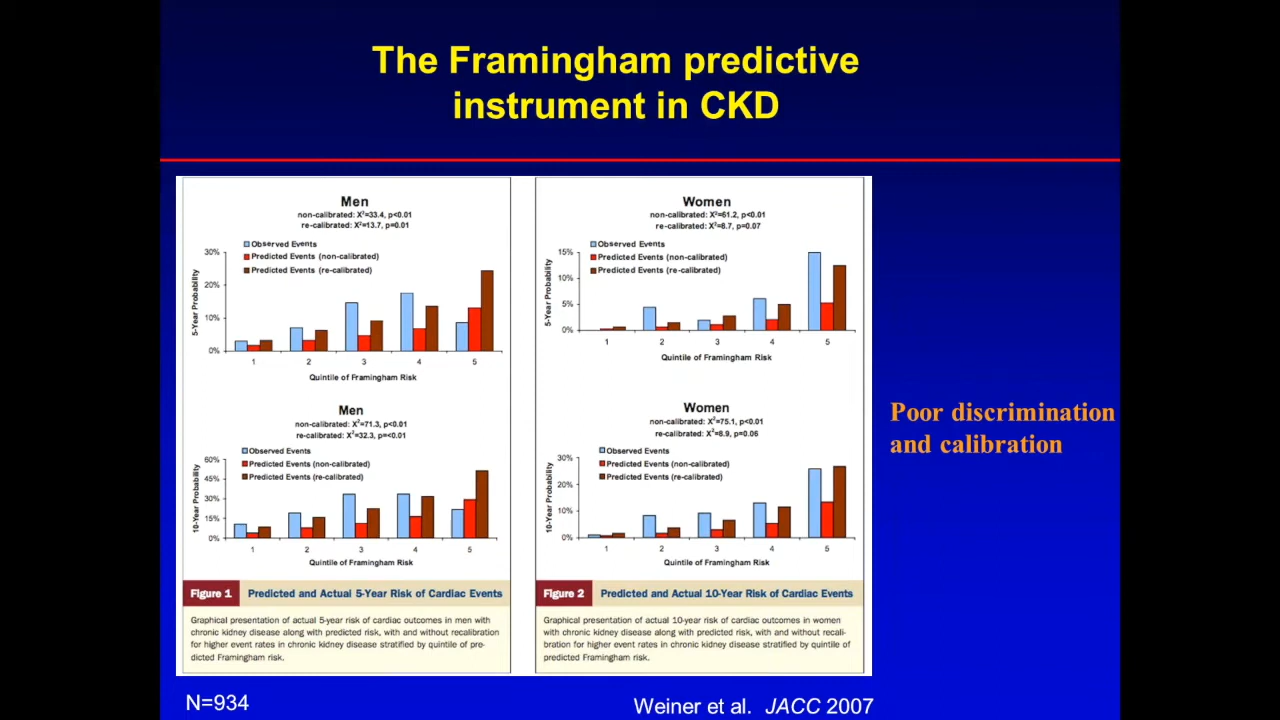 The Framingham predictive
instrument in CKD
Men
non-calibrated: X²=33.4, p<0.01
re-calibrated: X²=13.7, p=0.01
Observed Events
Predicted Events (non-calibrated)
Predicted Events (re-calibrated)
5-Year Probability
30%
20%
10%
0%
1 2 3 4 5
Quintile of Framingham Risk
Men
non-calibrated: X²=71.3, p<0.01
re-calibrated: X²=32.3, p=<0.01
Observed Events
Predicted Events (non-calibrated)
Predicted Events (re-calibrated)
10-Year Probability
60%
45%
30%
15%
0%
1 2 3 4 5
Quintile of Framingham Risk
Figure 1 Predicted and Actual 5-Year Risk of Cardiac Events
Graphical presentation of actual 5-year risk of cardiac outcomes in men with
chronic kidney disease along with predicted risk, with and without recalibration
for higher event rates in chronic kidney disease stratified by quintile of pre-
dicted Framingham risk.
Women
non-calibrated: X²=61.2, p<0.01
re-calibrated: X²=8.7, p=0.07
Observed Events
Predicted Events (non-calibrated)
Predicted Events (re-calibrated)
5-Year Probability
15%
10%
5%
0%
1 2 3 4 5
Quintile of Framingham Risk
Women
non-calibrated: X²=75.1, p<0.01
re-calibrated: X²=8.9, p=0.06
Observed Events
Predicted Events (non-calibrated)
Predicted Events (re-calibrated)
10-Year Probability
30%
20%
10%
0%
1 2 3 4 5
Quintile of Framingham Risk
Figure 2 Predicted and Actual 10-Year Risk of Cardiac Events
Graphical presentation of actual 10-year risk of cardiac outcomes in women
with chronic kidney disease along with predicted risk, with and without recali-
bration for higher event rates in chronic kidney disease stratified by quintile of
predicted Framingham risk.
Poor discrimination
and calibration
N=934
Weiner et al. JACC 2007